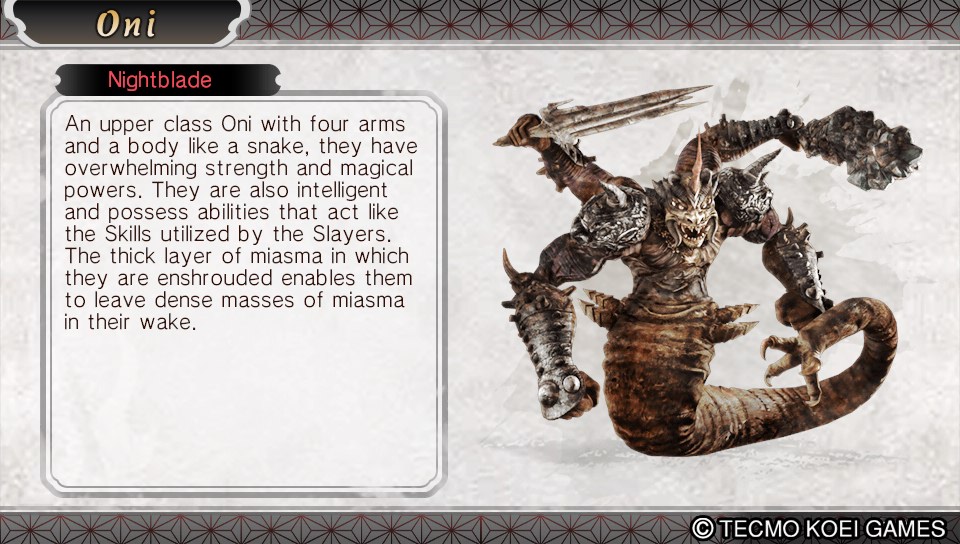 Oni
Nightblade
An upper class Oni with four arms
and a body like a snake, they have
overwhelming strength and magical
powers. They are also intelligent
and possess abilities that act like
the Skills utilized by the Slayers.
The thick layer of miasma in which
they are enshrouded enables them
to leave dense masses of miasma
in their wake.
© TECMO KOEI GAMES